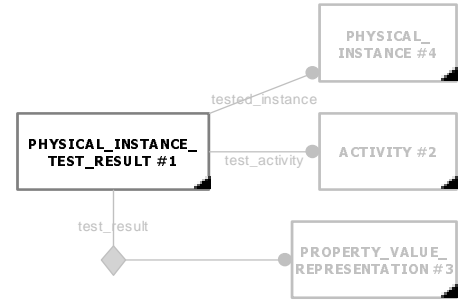 PHYSICAL_
INSTANCE #4
tested_instance
PHYSICAL_INSTANCE_
TEST_RESULT #1
test_activity
ACTIVITY #2
test_result
PROPERTY_VALUE_
REPRESENTATION #3